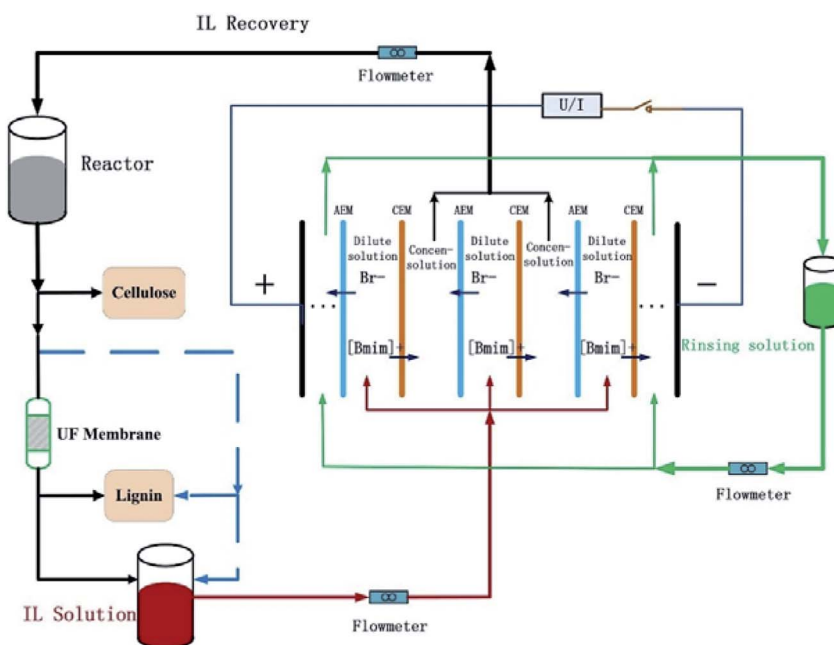 IL Recovery
Flowmeter
U/I
Reactor
AEM
CEM
AEM
CEM
AEM
CEM
Dilute
solution
Concen-
solution
Dilute
solution
Concen-
solution
Dilute
solution
Br-
Br-
Br-
+
...
...
-
Cellulose
[Bmim]+
[Bmim]+
[Bmim]+
Rinsing solution
UF Membrane
Lignin
Flowmeter
IL Solution
Flowmeter